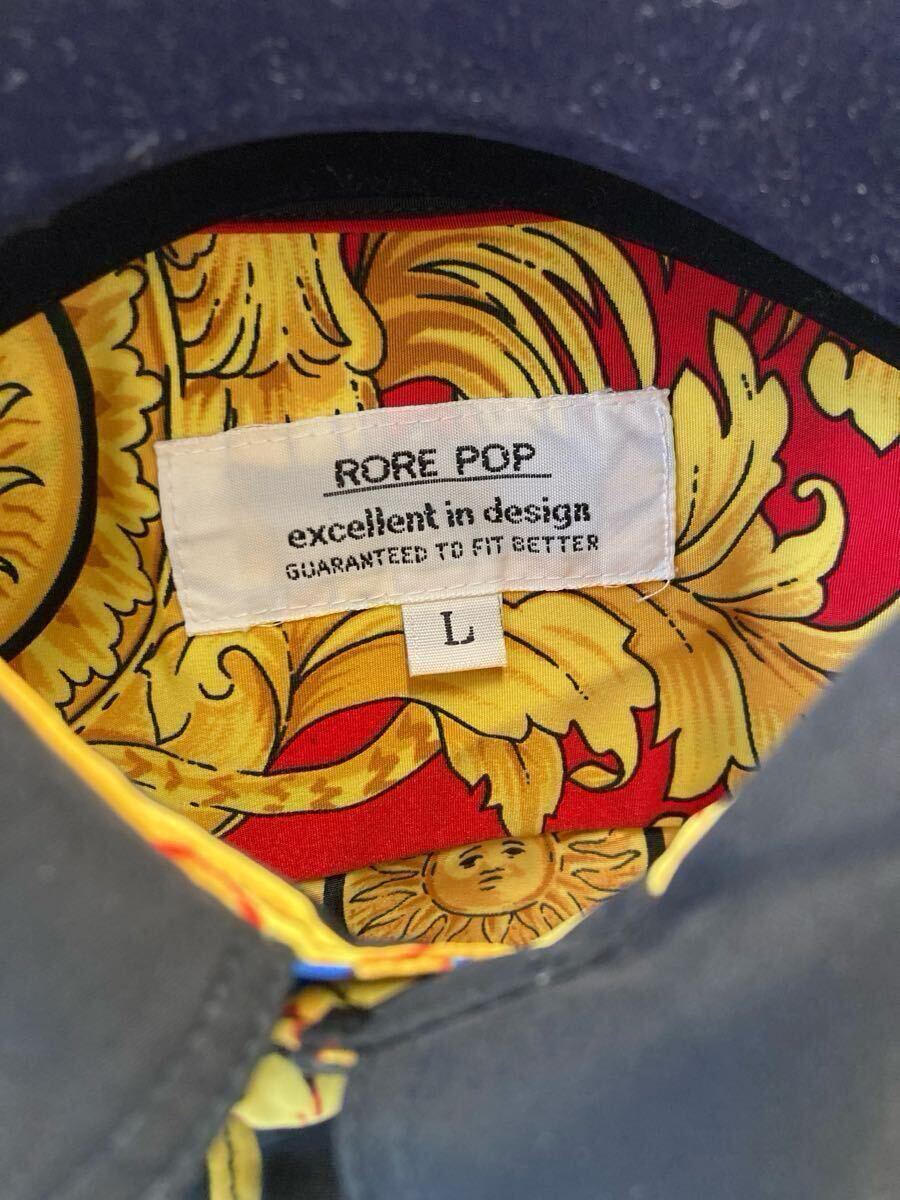 RORE POP
excellent in design
GUARANTEED TO FIT BETTER
L